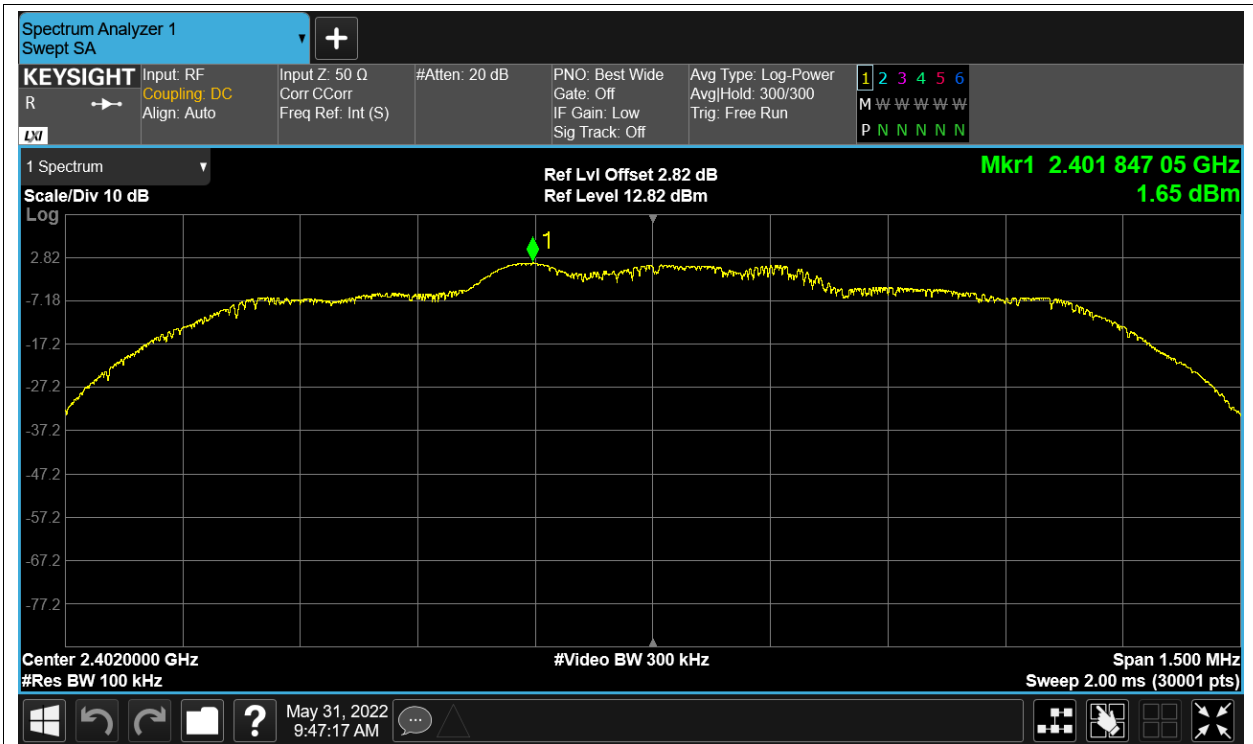 Spectrum Analyzer 1
Swept SA
KEYSIGHT
R
LXI
Input: RF
Coupling: DC
Align: Auto
Input Z: 50 Ω
Corr CCorr
Freq Ref: Int (S)
#Atten: 20 dB
PNO: Best Wide
Gate: Off
IF Gain: Low
Sig Track: Off
Avg Type: Log-Power
Avg|Hold: 300/300
Trig: Free Run
1 2 3 4 5 6
M W W W W W
P N N N N N
1 Spectrum
Scale/Div 10 dB
Ref Lvl Offset 2.82 dB
Ref Level 12.82 dBm
Mkr1 2.401 847 05 GHz
1.65 dBm
Log
1
2.82
-7.18
-17.2
-27.2
-37.2
-47.2
-57.2
-67.2
-77.2
Center 2.4020000 GHz
#Video BW 300 kHz
Span 1.500 MHz
#Res BW 100 kHz
Sweep 2.00 ms (30001 pts)
?
May 31, 2022
9:47:17 AM